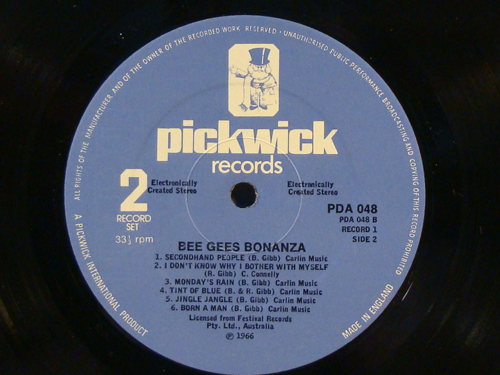 ALL RIGHTS OF THE MANUFACTURER AND OF THE OWNER OF THE RECORDED WORK RESERVED - UNAUTHORISED PUBLIC PERFORMANCE BROADCASTING AND COPYING OF THIS RECORD PROHIBITED
pickwick
records
2
RECORD
SET
33⅓ rpm
Electronically
Created Stereo
Electronically
Created Stereo
PDA 048
PDA 048 B
RECORD 1
SIDE 2
BEE GEES BONANZA
1. SECONDHAND PEOPLE (B. Gibb) Carlin Music
2. I DON'T KNOW WHY I BOTHER WITH MYSELF
(R. Gibb) C. Connelly
3. MONDAY'S RAIN (B. Gibb) Carlin Music
4. TINT OF BLUE (B. & R. Gibb) Carlin Music
5. JINGLE JANGLE (B. Gibb) Carlin Music
6. BORN A MAN (B. Gibb) Carlin Music
Licensed from Festival Records
Pty. Ltd., Australia
℗ 1966
A PICKWICK INTERNATIONAL PRODUCT
MADE IN ENGLAND